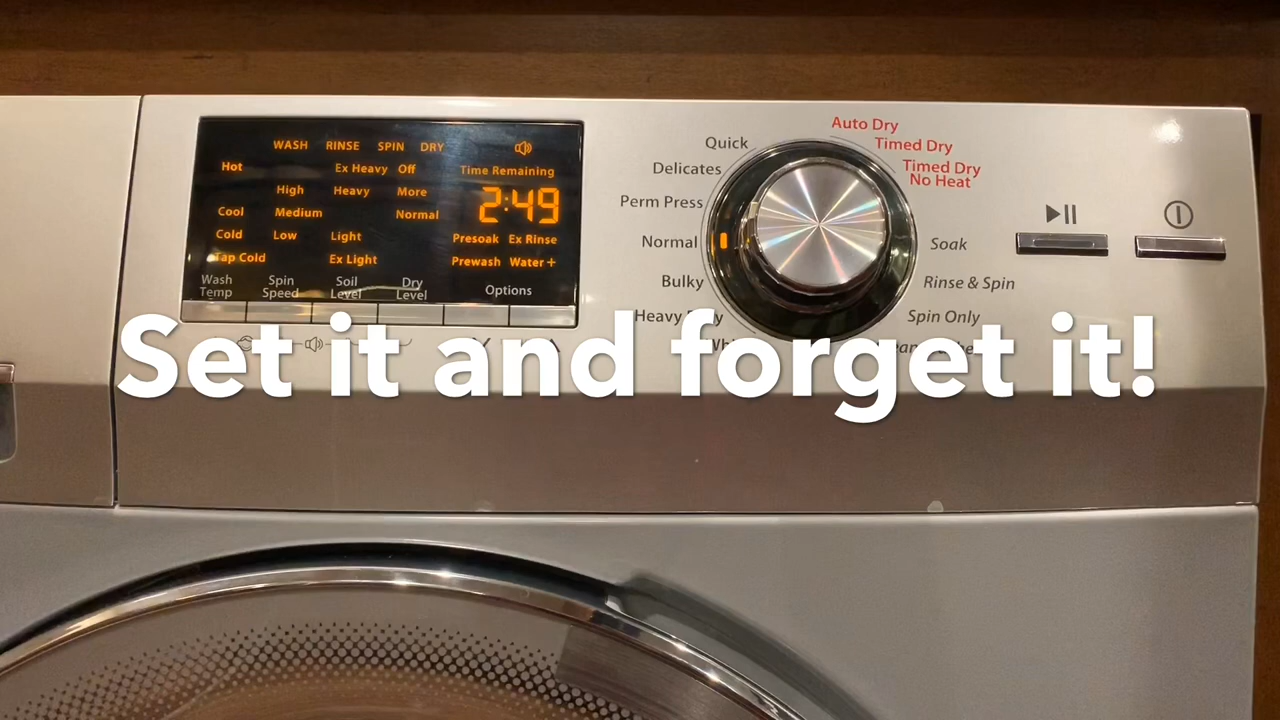 WASH RINSE SPIN DRY
Hot Ex Heavy Off Time Remaining
High Heavy More 2:49
Cool Medium Normal
Cold Low Light Presoak Ex Rinse
Tap Cold Ex Light Prewash Water+
Wash Temp Spin Speed Soil Level Dry Level Options
Auto Dry
Quick Timed Dry
Delicates Timed Dry No Heat
Perm Press
Normal Soak
Bulky Rinse & Spin
Heavy Spin Only
Set it and forget it!